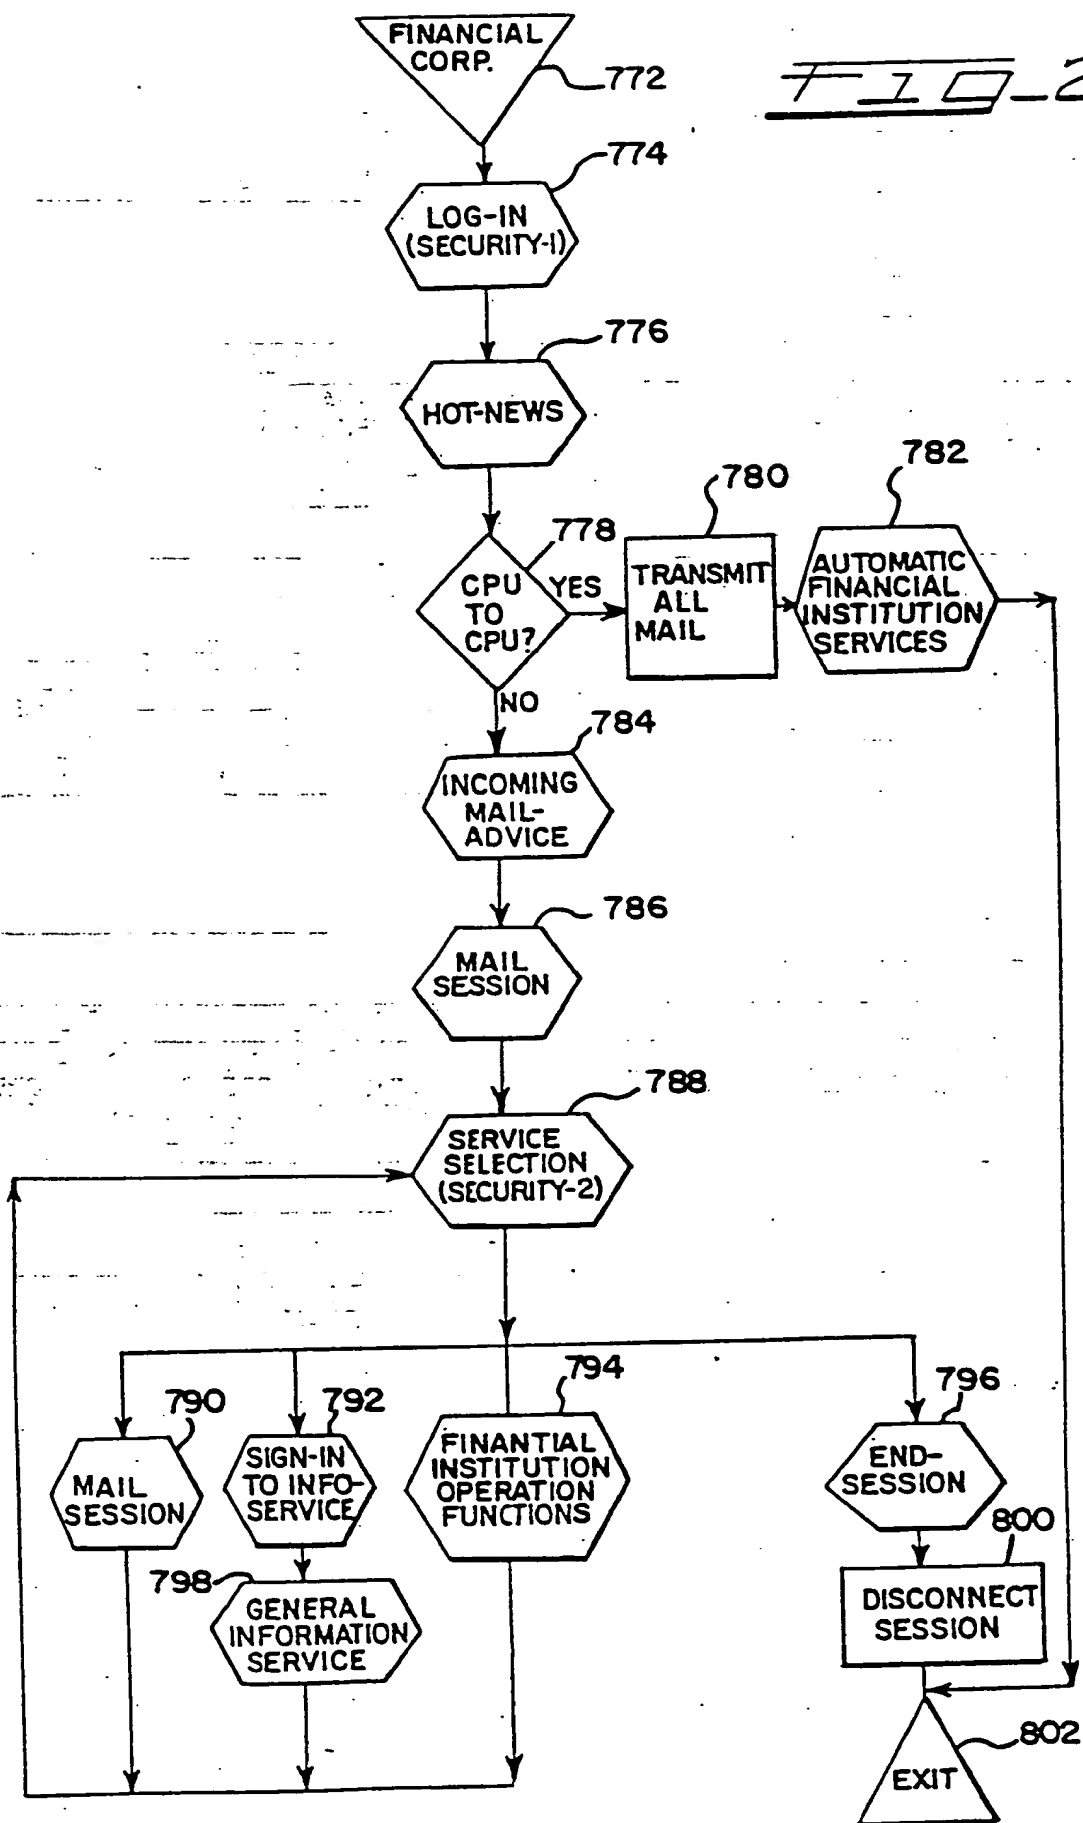 FINANCIAL
CORP.
772
Fig_2
774
LOG-IN
(SECURITY-1)
776
HOT-NEWS
778
CPU
TO
CPU?
YES
780
TRANSMIT
ALL
MAIL
782
AUTOMATIC
FINANCIAL
INSTITUTION
SERVICES
NO
784
INCOMING
MAIL-
ADVICE
786
MAIL
SESSION
788
SERVICE
SELECTION
(SECURITY-2)
790
MAIL
SESSION
792
SIGN-IN
TO INFO-
SERVICE
794
FINANTIAL
INSTITUTION
OPERATION
FUNCTIONS
796
END-
SESSION
798
GENERAL
INFORMATION
SERVICE
800
DISCONNECT
SESSION
802
EXIT